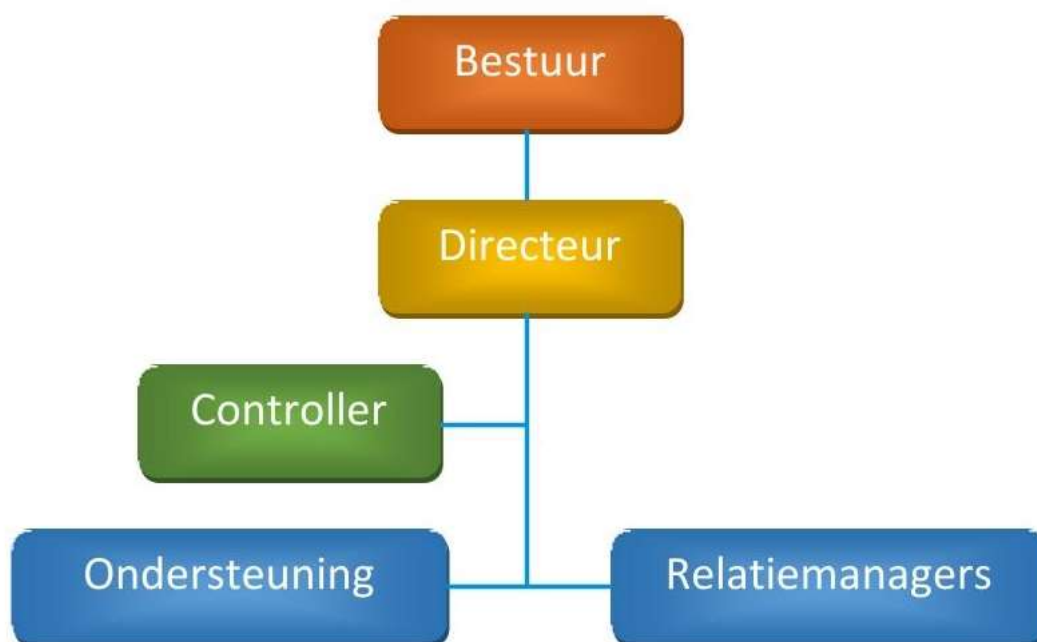 Bestuur
Directeur
Controller
Ondersteuning
Relatiemanagers